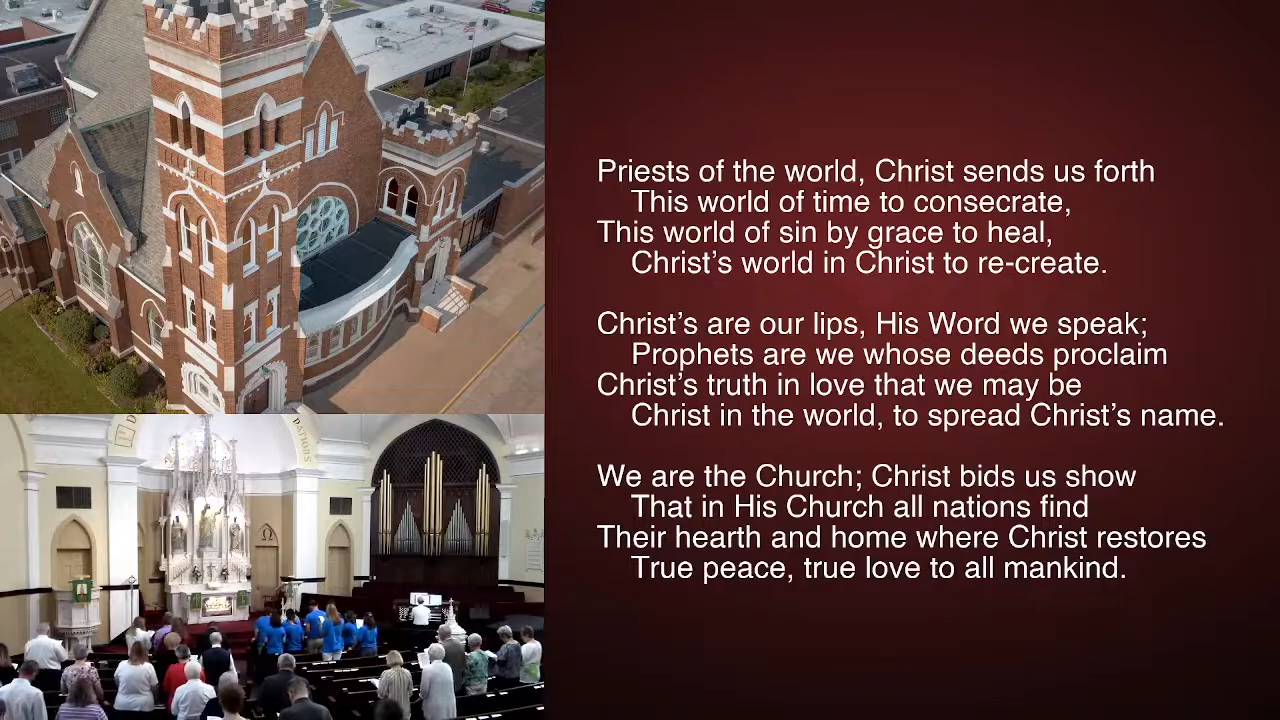 Priests of the world, Christ sends us forth
This world of time to consecrate,
This world of sin by grace to heal,
Christ's world in Christ to re-create.
Christ's are our lips, His Word we speak;
Prophets are we whose deeds proclaim
Christ's truth in love that we may be
Christ in the world, to spread Christ's name.
We are the Church; Christ bids us show
That in His Church all nations find
Their hearth and home where Christ restores
True peace, true love to all mankind.
Ω